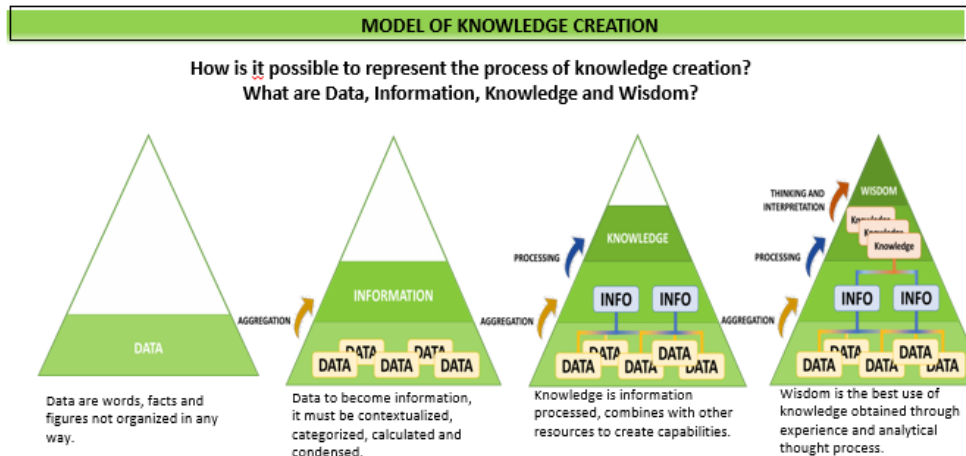 MODEL OF KNOWLEDGE CREATION
How is it possible to represent the process of knowledge creation?
What are Data, Information, Knowledge and Wisdom?
DATA
Data are words, facts and
figures not organized in any
way.
INFORMATION
AGGREGATION
DATA DATA
DATA DATA DATA
Data to become information,
it must be contextualized,
categorized, calculated and
condensed.
KNOWLEDGE
PROCESSING
INFO INFO
AGGREGATION
DATA DATA
DATA DATA DATA
Knowledge is information
processed, combines with other
resources to create capabilities.
WISDOM
THINKING AND
INTERPRETATION
Knowledge
Knowledge
Knowledge
PROCESSING
INFO INFO
AGGREGATION
DATA DATA
DATA DATA DATA
Wisdom is the best use of
knowledge obtained through
experience and analytical
thought process.